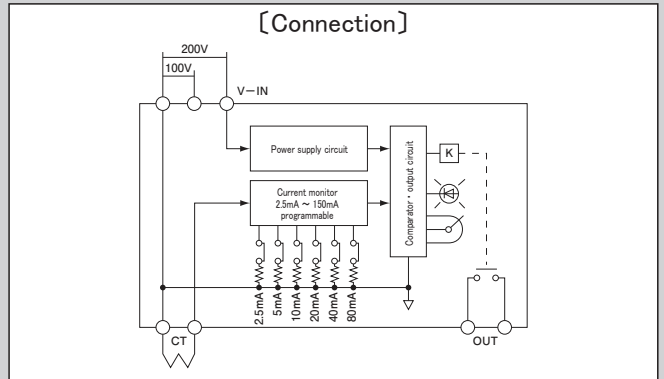 〔Connection〕
200V
100V
V－IN
Power supply circuit
Current monitor
2.5mA ～ 150mA
programmable
Comparator・output circuit
K
2.5mA
5mA
10mA
20mA
40mA
80mA
CT
OUT